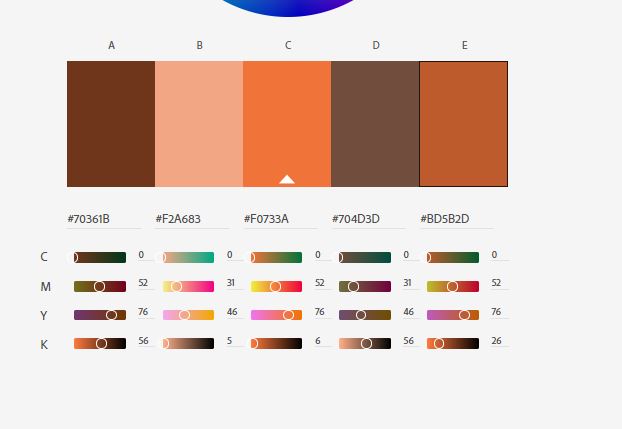 A B C D E
#70361B #F2A683 #F0733A #704D3D #BD5B2D
C 0 0 0 0 0
M 52 31 52 31 52
Y 76 46 76 46 76
K 56 5 6 56 26